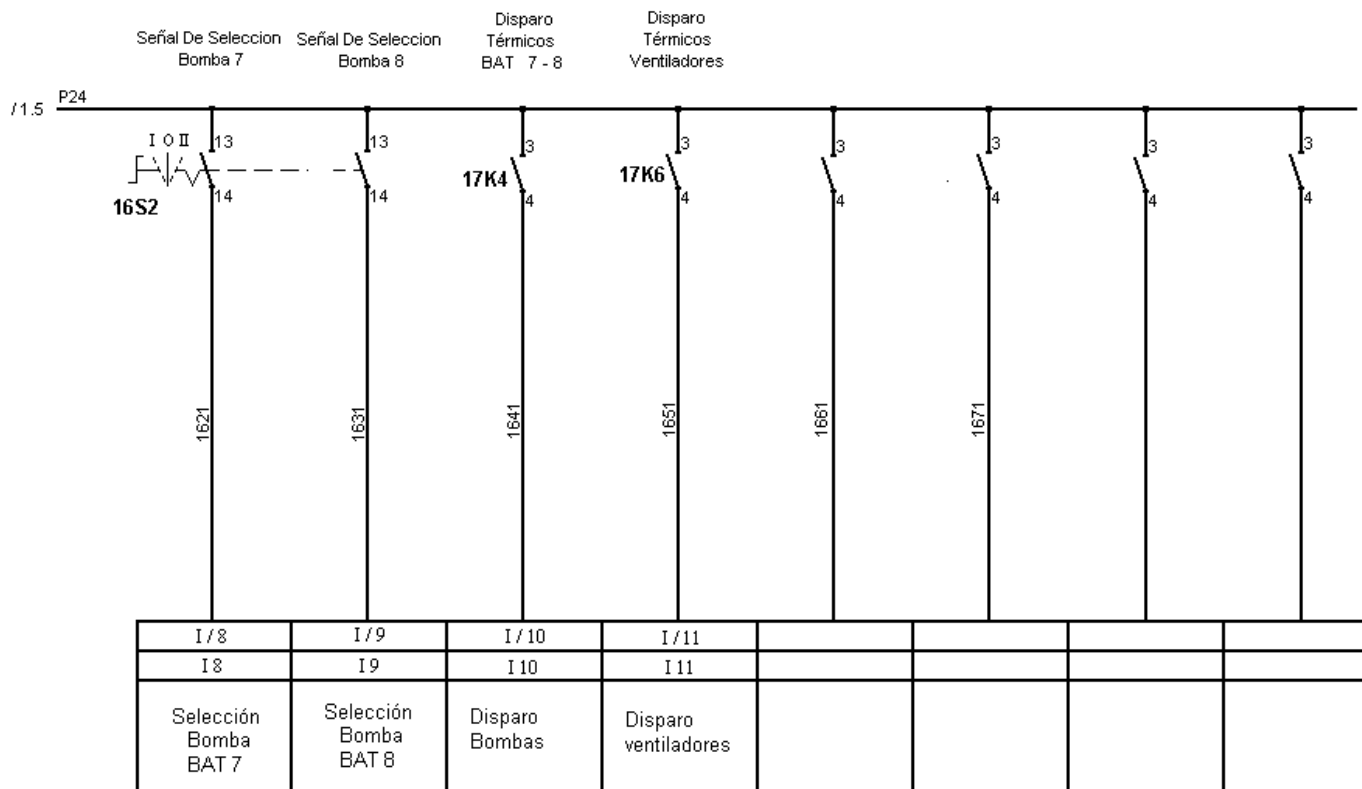 Señal De Seleccion
Bomba 7
Señal De Seleccion
Bomba 8
Disparo
Térmicos
BAT 7 - 8
Disparo
Térmicos
Ventiladores
/1.5
P24
I O II
13
13
3
3
3
3
3
3
16S2
17K4
17K6
14
14
4
4
4
4
4
4
1621
1631
1641
1651
1661
1671
I/8
I/9
I/10
I/11
I8
I9
I10
I11
Selección
Bomba
BAT 7
Selección
Bomba
BAT 8
Disparo
Bombas
Disparo
ventiladores